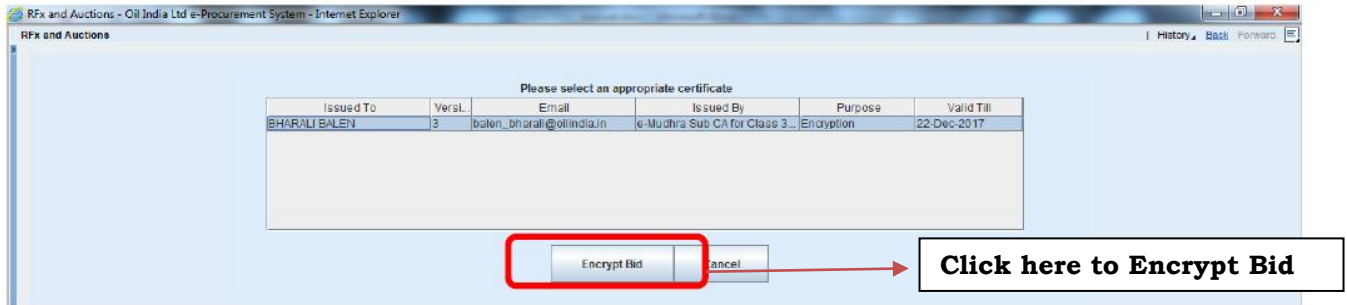 RFx and Auctions - Oil India Ltd e-Procurement System - Internet Explorer
RFx and Auctions | History Back Forward
Please select an appropriate certificate
Issued To Versi... Email Issued By Purpose Valid Till
BHARALI BALEN 3 balen_bharali@oilindia.in e-Mudhra Sub CA for Class 3... Encryption 22-Dec-2017
Encrypt Bid Cancel
Click here to Encrypt Bid